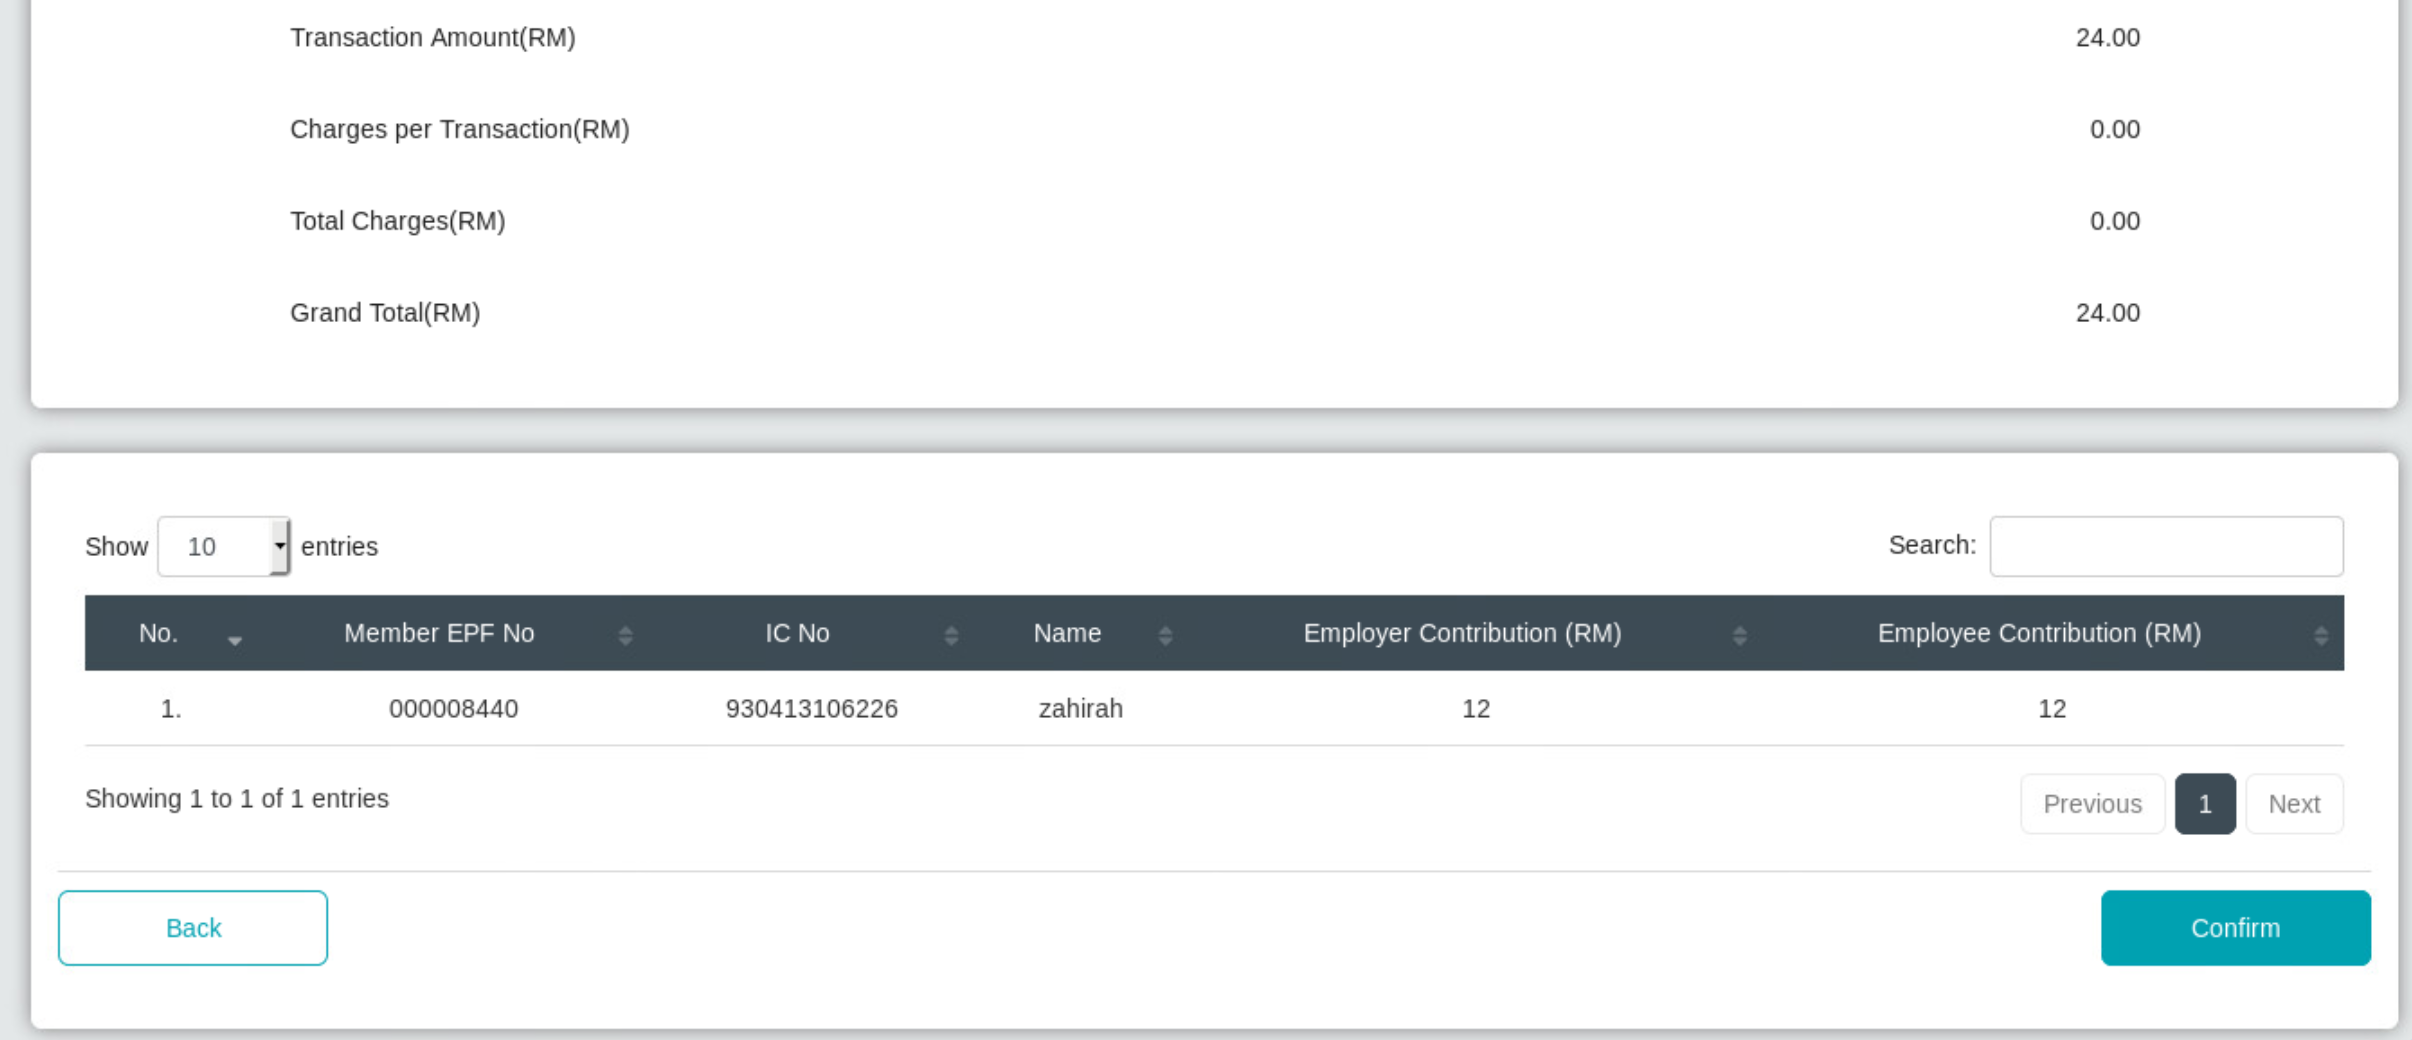 Transaction Amount(RM) 24.00
Charges per Transaction(RM) 0.00
Total Charges(RM) 0.00
Grand Total(RM) 24.00
Show 10 entries Search:
No. Member EPF No IC No Name Employer Contribution (RM) Employee Contribution (RM)
1. 000008440 930413106226 zahirah 12 12
Showing 1 to 1 of 1 entries Previous 1 Next
Back Confirm